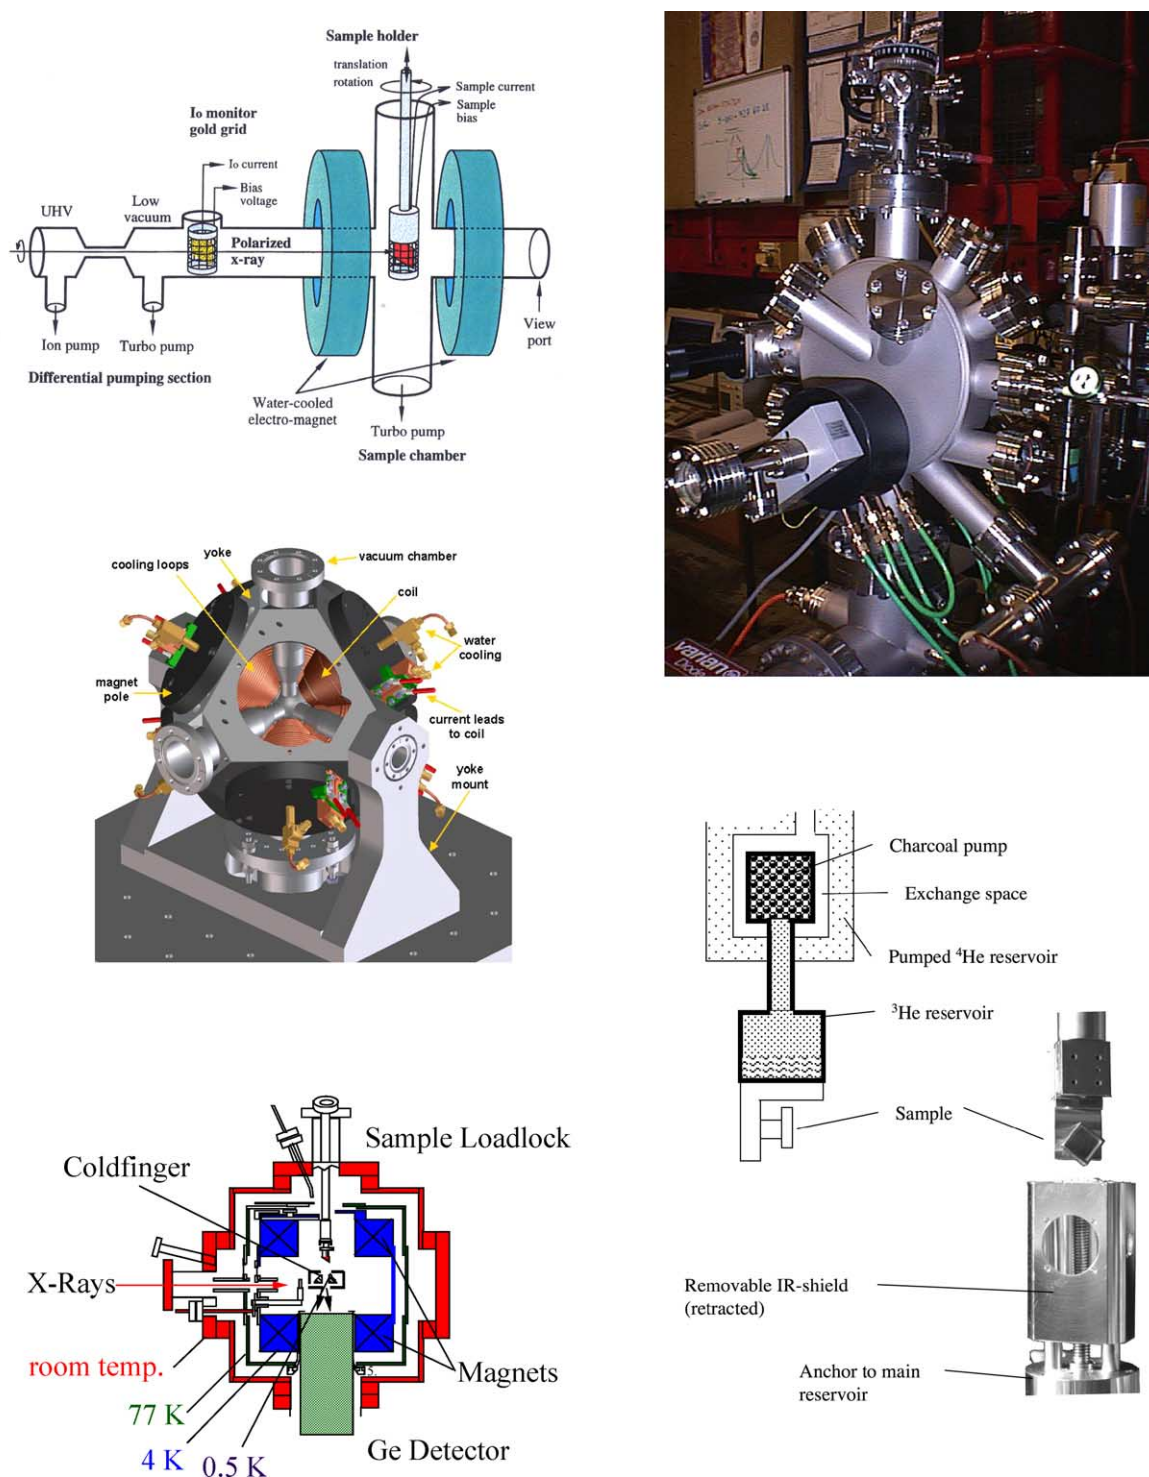 Sample holder
translation
rotation
Sample current
Sample
bias
Io monitor
gold grid
Io current
Bias
voltage
UHV
Low
vacuum
Polarized
x-ray
View
port
Ion pump
Turbo pump
Differential pumping section
Water-cooled
electro-magnet
Turbo pump
Sample chamber
varian
yoke
cooling loops
vacuum chamber
coil
water
cooling
magnet
pole
current leads
to coil
yoke
mount
Charcoal pump
Exchange space
Pumped ⁴He reservoir
³He reservoir
Sample
Removable IR-shield
(retracted)
Anchor to main
reservoir
Sample Loadlock
Coldfinger
X-Rays
room temp.
Magnets
77 K
4 K
0.5 K
Ge Detector